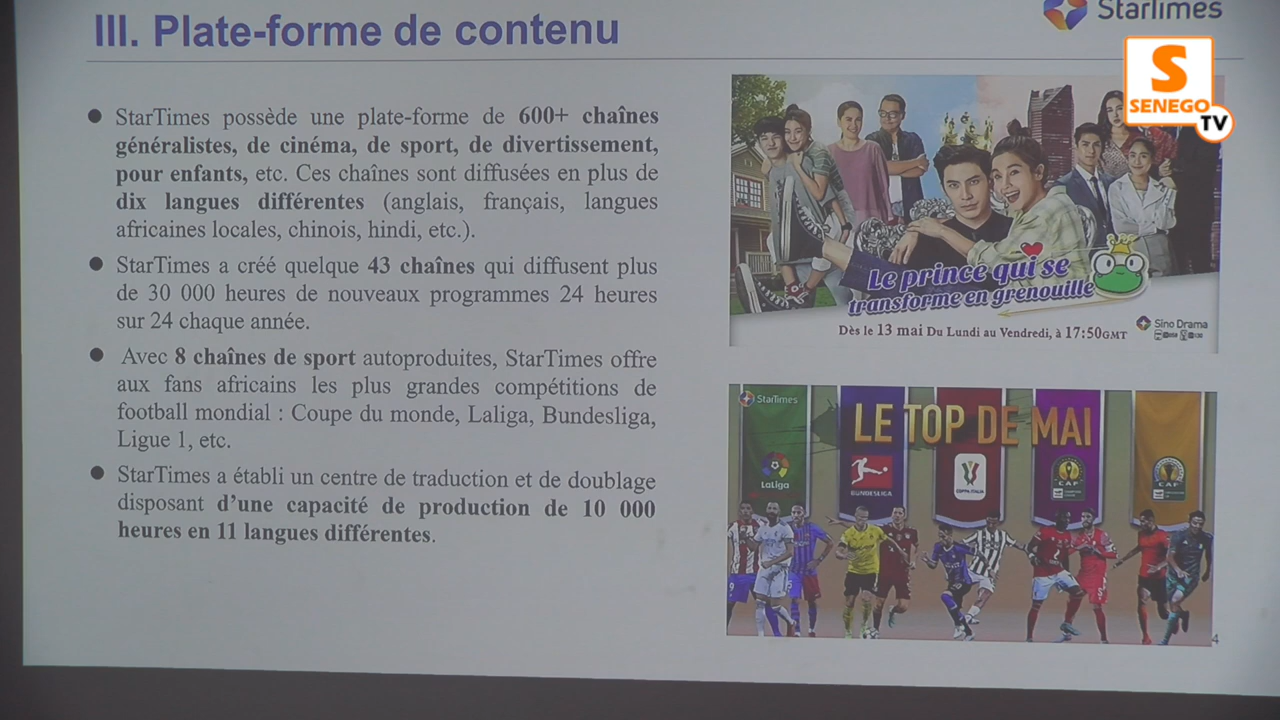 III. Plate-forme de contenu
StarTimes
S
SENEGO
TV
StarTimes possède une plate-forme de 600+ chaînes
généralistes, de cinéma, de sport, de divertissement,
pour enfants, etc. Ces chaînes sont diffusées en plus de
dix langues différentes (anglais, français, langues
africaines locales, chinois, hindi, etc.).
StarTimes a créé quelque 43 chaînes qui diffusent plus
de 30 000 heures de nouveaux programmes 24 heures
sur 24 chaque année.
Avec 8 chaînes de sport autoproduites, StarTimes offre
aux fans africains les plus grandes compétitions de
football mondial : Coupe du monde, Laliga, Bundesliga,
Ligue 1, etc.
StarTimes a établi un centre de traduction et de doublage
disposant d’une capacité de production de 10 000
heures en 11 langues différentes.
Le prince qui se
transforme en grenouille
Dès le 13 mai Du Lundi au Vendredi, à 17:50GMT
Sino Drama
StarTimes
LE TOP DE MAI
LaLiga
BUNDESLIGA
COPPA ITALIA
CAF
CAF
4